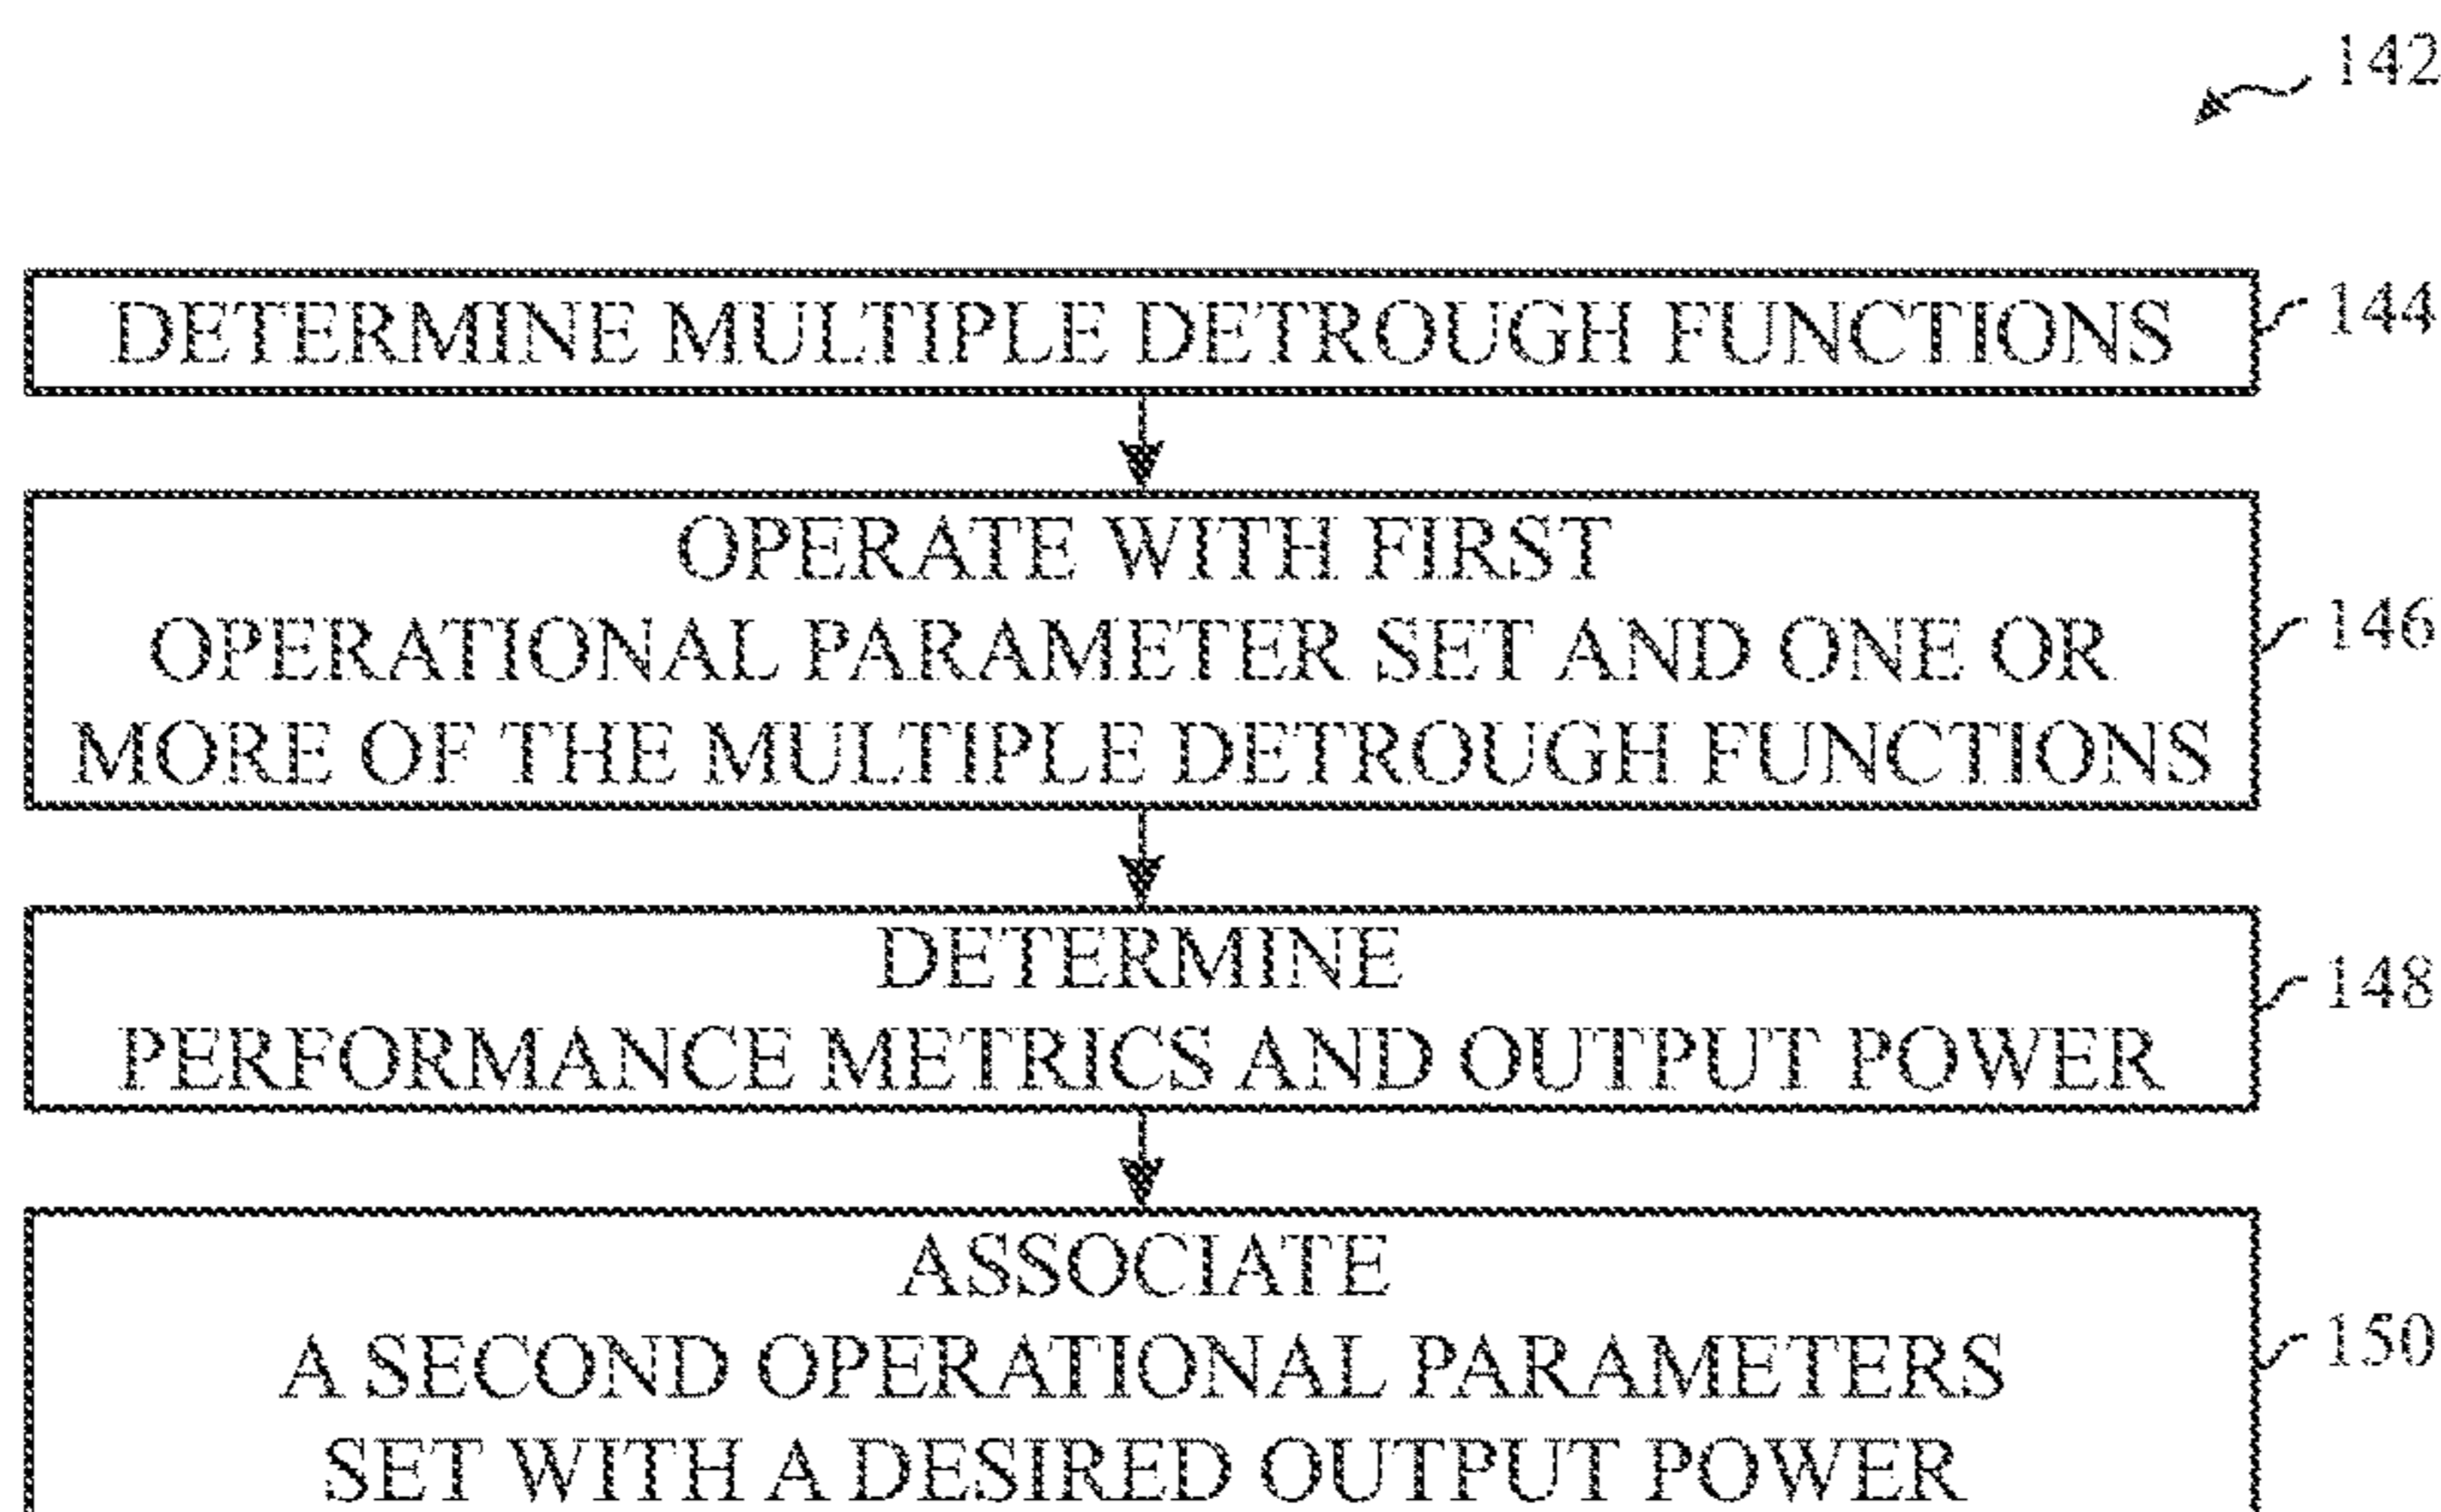 142
DETERMINE MULTIPLE DETROUGH FUNCTIONS
144
OPERATE WITH FIRST
OPERATIONAL PARAMETER SET AND ONE OR
MORE OF THE MULTIPLE DETROUGH FUNCTIONS
146
DETERMINE
PERFORMANCE METRICS AND OUTPUT POWER
148
ASSOCIATE
A SECOND OPERATIONAL PARAMETERS
SET WITH A DESIRED OUTPUT POWER
150